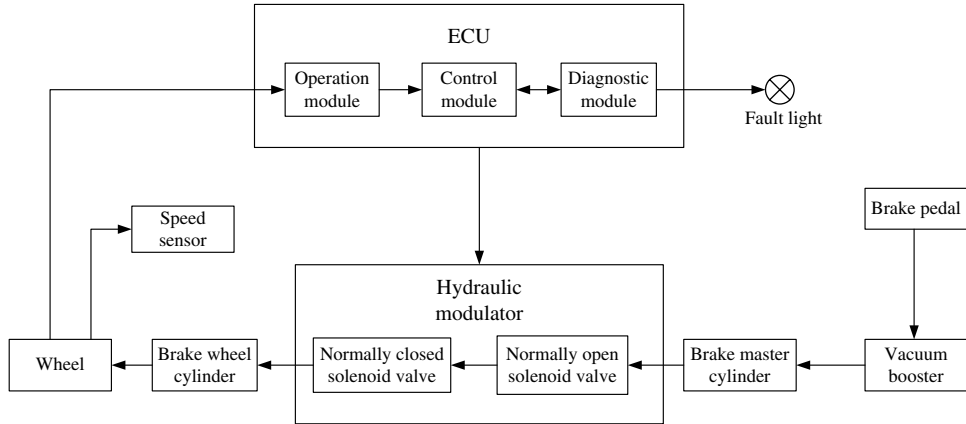 ECU
Operation
module
Control
module
Diagnostic
module
Fault light
Speed
sensor
Brake pedal
Hydraulic
modulator
Wheel
Brake wheel
cylinder
Normally closed
solenoid valve
Normally open
solenoid valve
Brake master
cylinder
Vacuum
booster